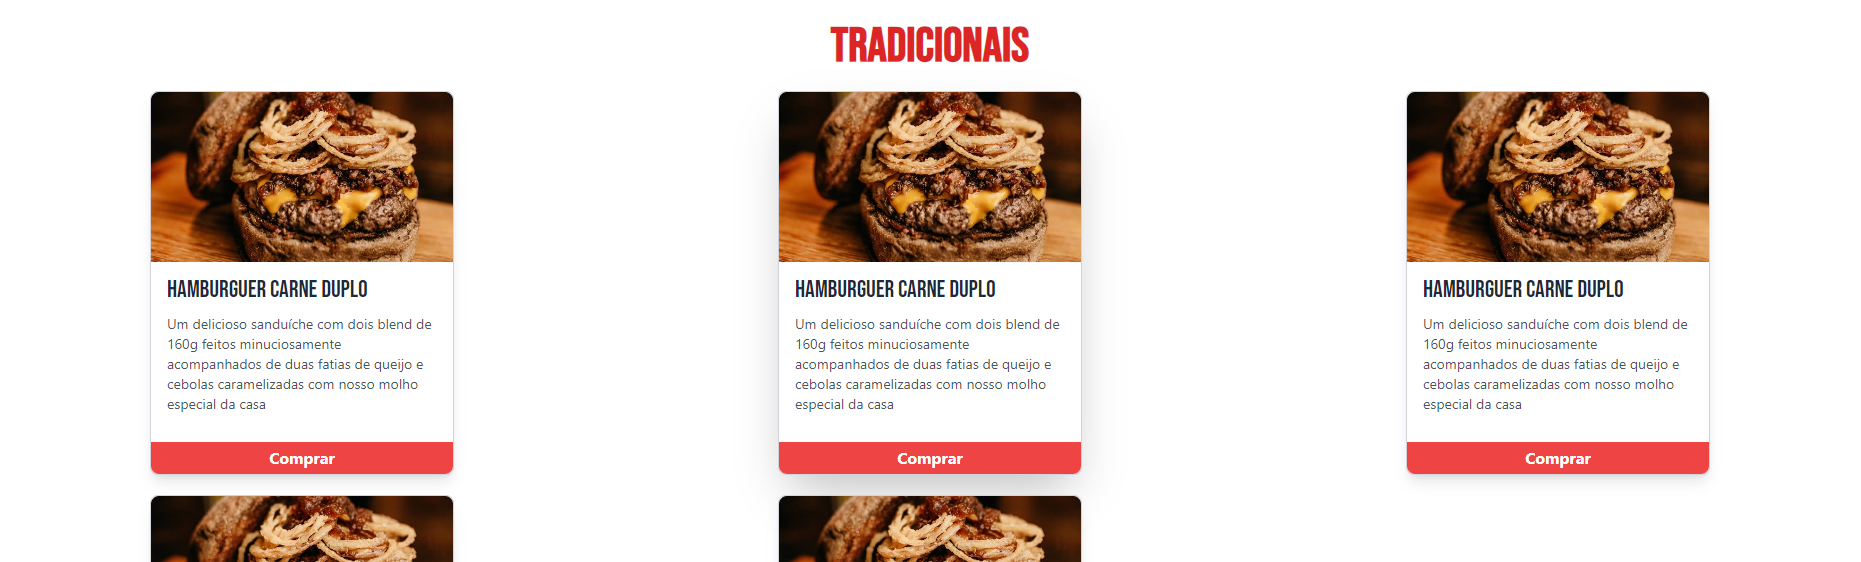 TRADICIONAIS
HAMBURGUER CARNE DUPLO
Um delicioso sanduíche com dois blend de
160g feitos minuciosamente
acompanhados de duas fatias de queijo e
cebolas caramelizadas com nosso molho
especial da casa
Comprar
HAMBURGUER CARNE DUPLO
Um delicioso sanduíche com dois blend de
160g feitos minuciosamente
acompanhados de duas fatias de queijo e
cebolas caramelizadas com nosso molho
especial da casa
Comprar
HAMBURGUER CARNE DUPLO
Um delicioso sanduíche com dois blend de
160g feitos minuciosamente
acompanhados de duas fatias de queijo e
cebolas caramelizadas com nosso molho
especial da casa
Comprar